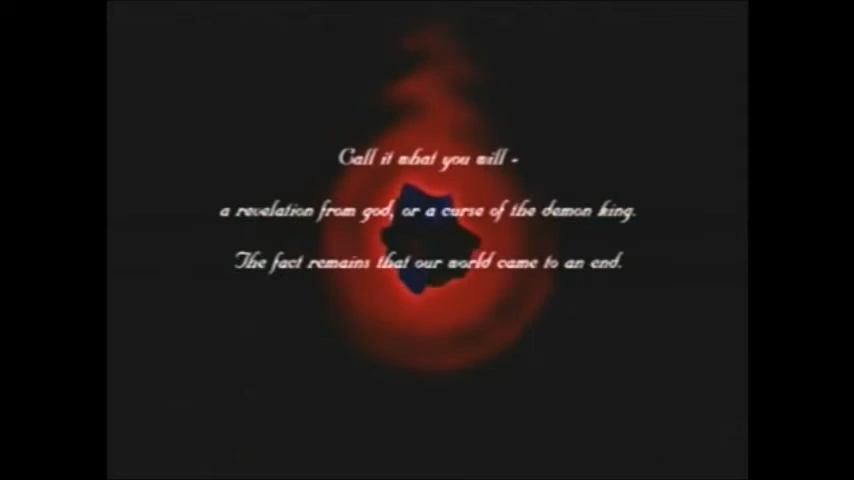 Call it what you will -
a revelation from god, or a curse of the demon king.
The fact remains that our world came to an end.